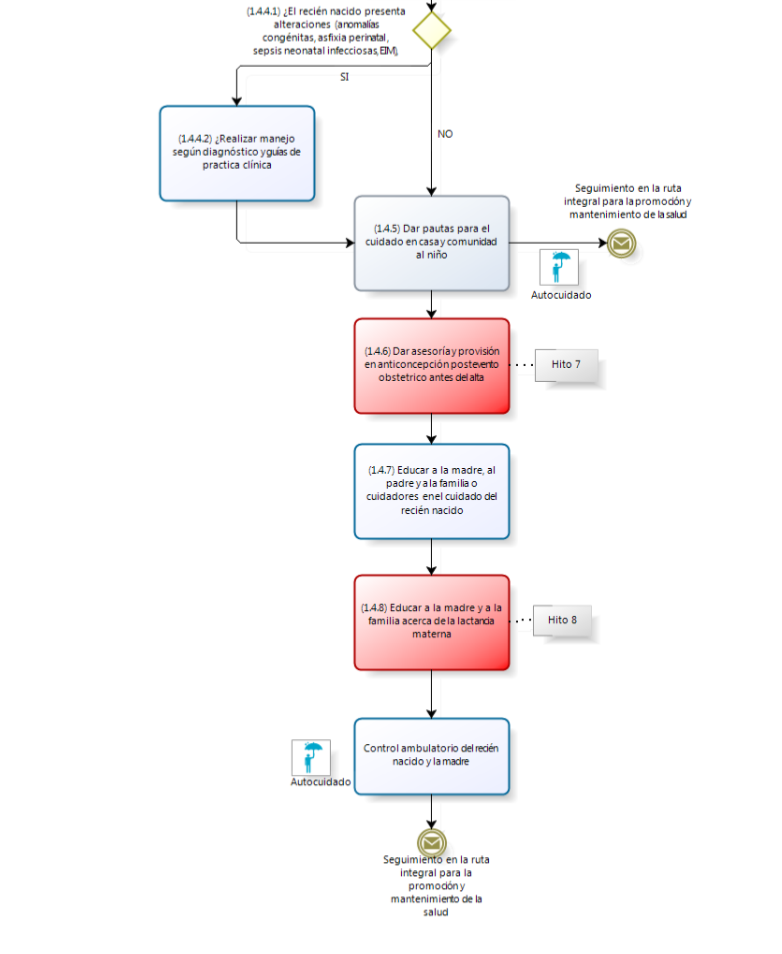 (1.4.4.1) ¿El recién nacido presenta
alteraciones (anomalías
congénitas, asfixia perinatal,
sepsis neonatal infecciosas, EIM),
SI
NO
(1.4.4.2) ¿Realizar manejo
según diagnóstico y guías de
practica clínica
(1.4.5) Dar pautas para el
cuidado en casa y comunidad
al niño
Seguimiento en la ruta
integral para la promoción y
mantenimiento de la salud
Autocuidado
(1.4.6) Dar asesoría y provisión
en anticoncepción postevento
obstetrico antes del alta
Hito 7
(1.4.7) Educar a la madre, al
padre y a la familia o
cuidadores en el cuidado del
recién nacido
(1.4.8) Educar a la madre y a la
familia acerca de la lactancia
materna
Hito 8
Control ambulatorio del recién
nacido y la madre
Autocuidado
Seguimiento en la ruta
integral para la
promoción y
mantenimiento de la
salud